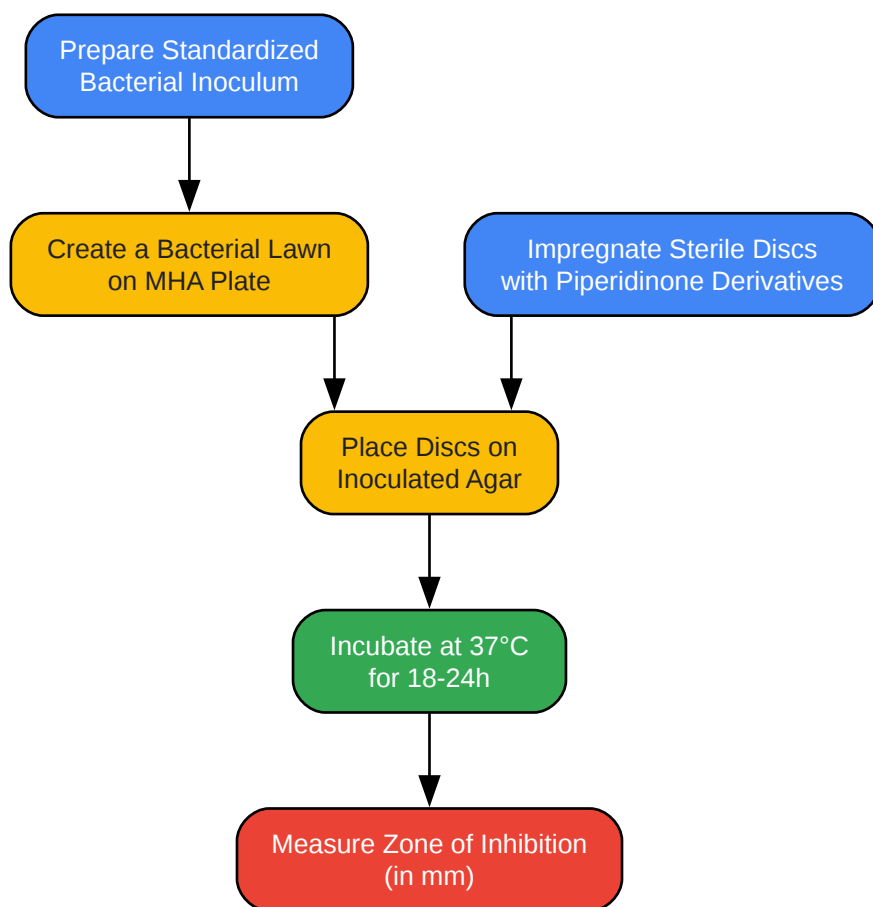 Prepare Standardized
Bacterial Inoculum
Create a Bacterial Lawn
on MHA Plate
Impregnate Sterile Discs
with Piperidinone Derivatives
Place Discs on
Inoculated Agar
Incubate at 37°C
for 18-24h
Measure Zone of Inhibition
(in mm)